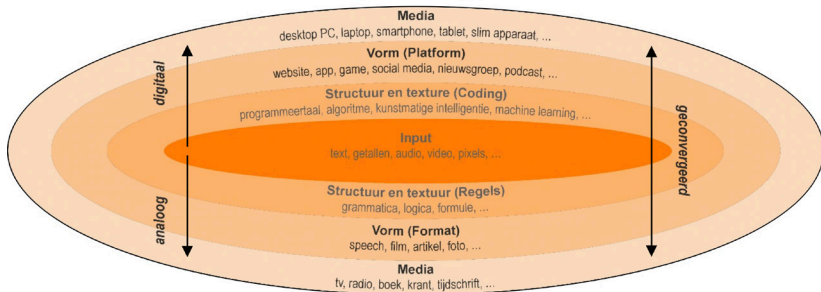 Media
desktop PC, laptop, smartphone, tablet, slim apparaat, ...
Vorm (Platform)
website, app, game, social media, nieuwsgroep, podcast, ...
Structuur en texture (Coding)
programmeertaal, algoritme, kunstmatige intelligentie, machine learning, ...
Input
text, getallen, audio, video, pixels, ...
Structuur en textuur (Regels)
grammatica, logica, formule, ...
Vorm (Format)
speech, film, artikel, foto, ...
Media
tv, radio, boek, krant, tijdschrift, ...
digitaal
analoog
geconvergeerd